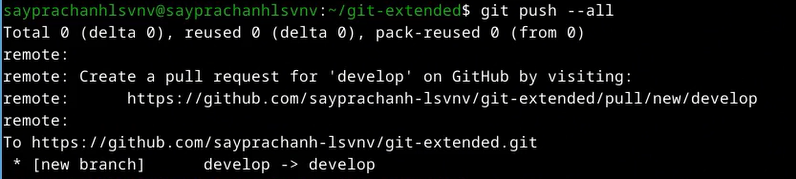 sayprachanhlsvnv@sayprachanhlsvnv:~/git-extended$ git push --all
Total 0 (delta 0), reused 0 (delta 0), pack-reused 0 (from 0)
remote:
remote: Create a pull request for 'develop' on GitHub by visiting:
remote:      https://github.com/sayprachanh-lsvnv/git-extended/pull/new/develop
remote:
To https://github.com/sayprachanh-lsvnv/git-extended.git
 * [new branch]      develop -> develop